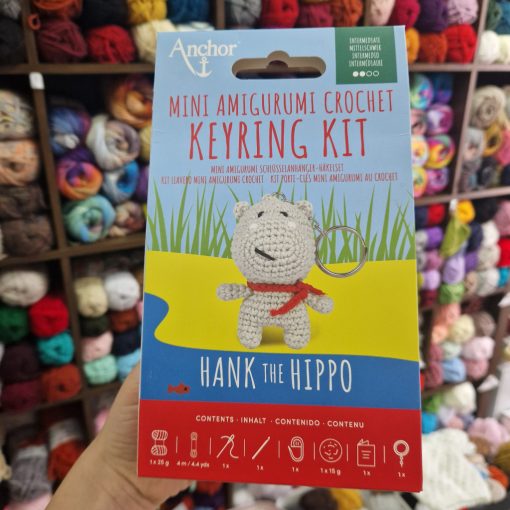 Anchor
INTERMEDIATE
MITTELSCHWER
INTERMEDIO
INTERMÉDIAIRE
MINI AMIGURUMI CROCHET
KEYRING KIT
MINI AMIGURUMI SCHLÜSSELANHÄNGER-HÄKELSET
KIT LLAVERO MINI AMIGURUMI CROCHET KIT PORTE-CLÉS MINI AMIGURUMI AU CROCHET
HANK THE HIPPO
CONTENTS · INHALT · CONTENIDO · CONTENU
1 x 25 g 4 m / 4.4 yds 1x 1x 1x 1 x 15 g 1x 1x